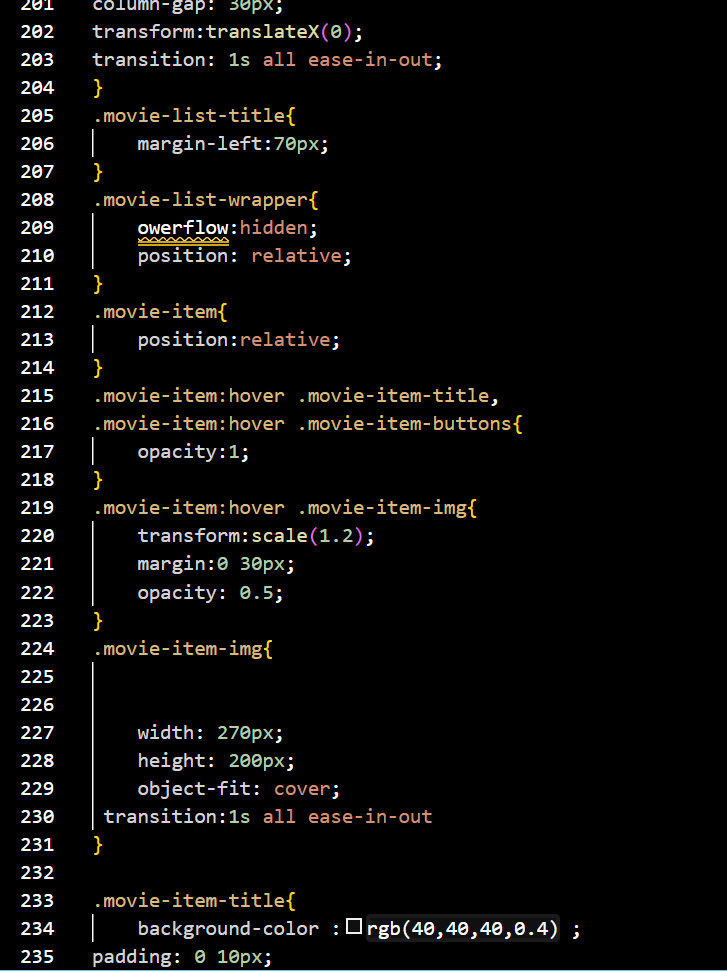 201 column-gap: 30px;
202 transform:translateX(0);
203 transition: 1s all ease-in-out;
204 }
205 .movie-list-title{
206 margin-left:70px;
207 }
208 .movie-list-wrapper{
209 owerflow:hidden;
210 position: relative;
211 }
212 .movie-item{
213 position:relative;
214 }
215 .movie-item:hover .movie-item-title,
216 .movie-item:hover .movie-item-buttons{
217 opacity:1;
218 }
219 .movie-item:hover .movie-item-img{
220 transform:scale(1.2);
221 margin:0 30px;
222 opacity: 0.5;
223 }
224 .movie-item-img{
225
226
227 width: 270px;
228 height: 200px;
229 object-fit: cover;
230 transition:1s all ease-in-out
231 }
232
233 .movie-item-title{
234 background-color :rgb(40,40,40,0.4) ;
235 padding: 0 10px;